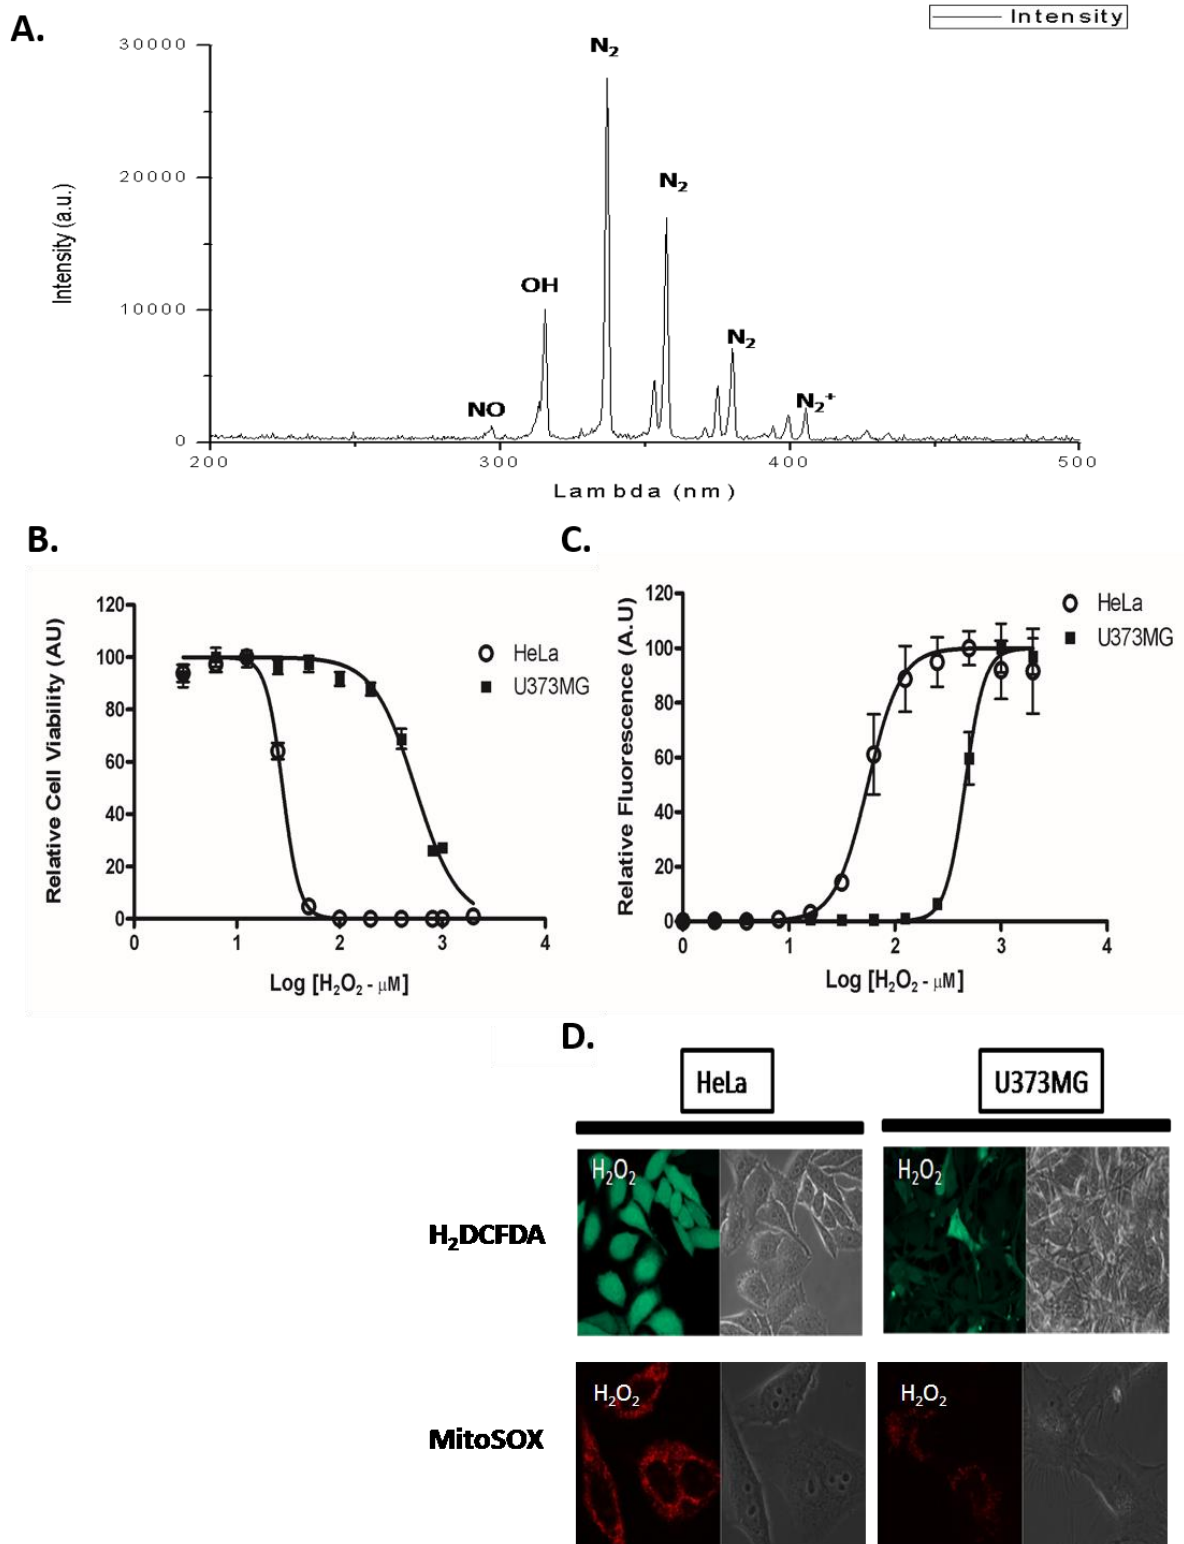 A.
Intensity
30000
20000
10000
0
Intensity (a.u.)
N₂
N₂
OH
N₂
NO
N₂⁺
200 300 400 500
Lambda (nm)
B.
120
100
80
60
40
20
0
Relative Cell Viability (AU)
HeLa
U373MG
0 1 2 3 4
Log [H₂O₂ - µM]
C.
120
100
80
60
40
20
0
Relative Fluorescence (A.U)
HeLa
U373MG
0 1 2 3 4
Log [H₂O₂ - µM]
D.
HeLa U373MG
H₂O₂ H₂O₂
H₂DCFDA
H₂O₂ H₂O₂
MitoSOX